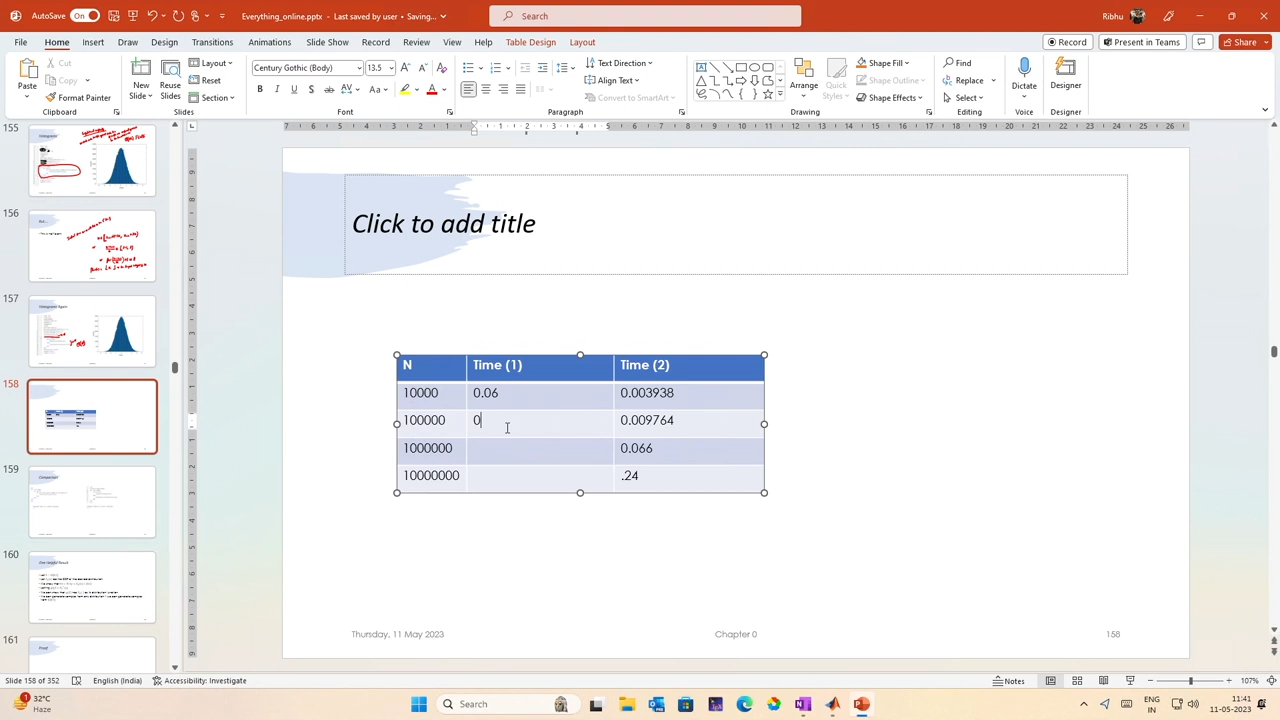 AutoSave On Everything_online.pptx • Last saved by user • Saving... Search Ribhu
File Home Insert Draw Design Transitions Animations Slide Show Record Review View Help Table Design Layout Record Present in Teams Share
Paste Cut Copy Format Painter
New Slide Reuse Slides Layout Reset Section
Century Gothic (Body) 13.5
Text Direction Align Text Convert to SmartArt
Arrange Quick Styles Shape Fill Shape Outline Shape Effects
Find Replace Select
Dictate Designer
Clipboard Slides Font Paragraph Drawing Editing Voice Designer
155
156
157
158
159
160
161
Click to add title
N Time (1) Time (2)
10000 0.06 0.003938
100000 0 0.009764
1000000 0.066
10000000 .24
Thursday, 11 May 2023 Chapter 0 158
Slide 158 of 352 English (India) Accessibility: Investigate Notes 107%
32°C
Haze
Search
ENG
IN
11:41
11-05-2023